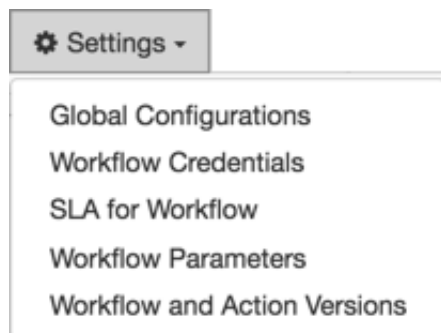 Settings
Global Configurations
Workflow Credentials
SLA for Workflow
Workflow Parameters
Workflow and Action Versions